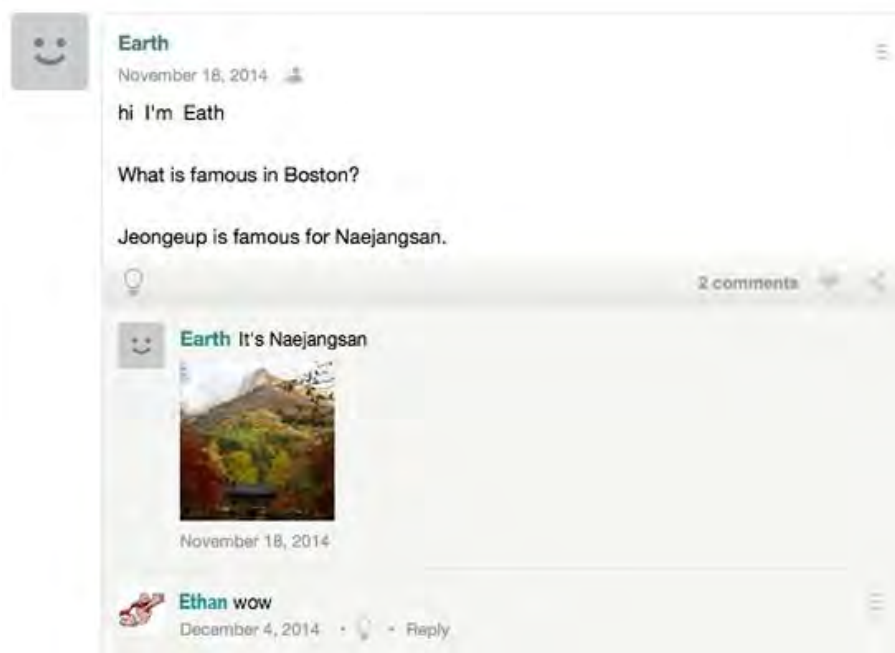 Earth
November 18, 2014
hi I'm Eath
What is famous in Boston?
Jeongeup is famous for Naejangsan.
2 comments
Earth It's Naejangsan
November 18, 2014
Ethan wow
December 4, 2014 · · Reply